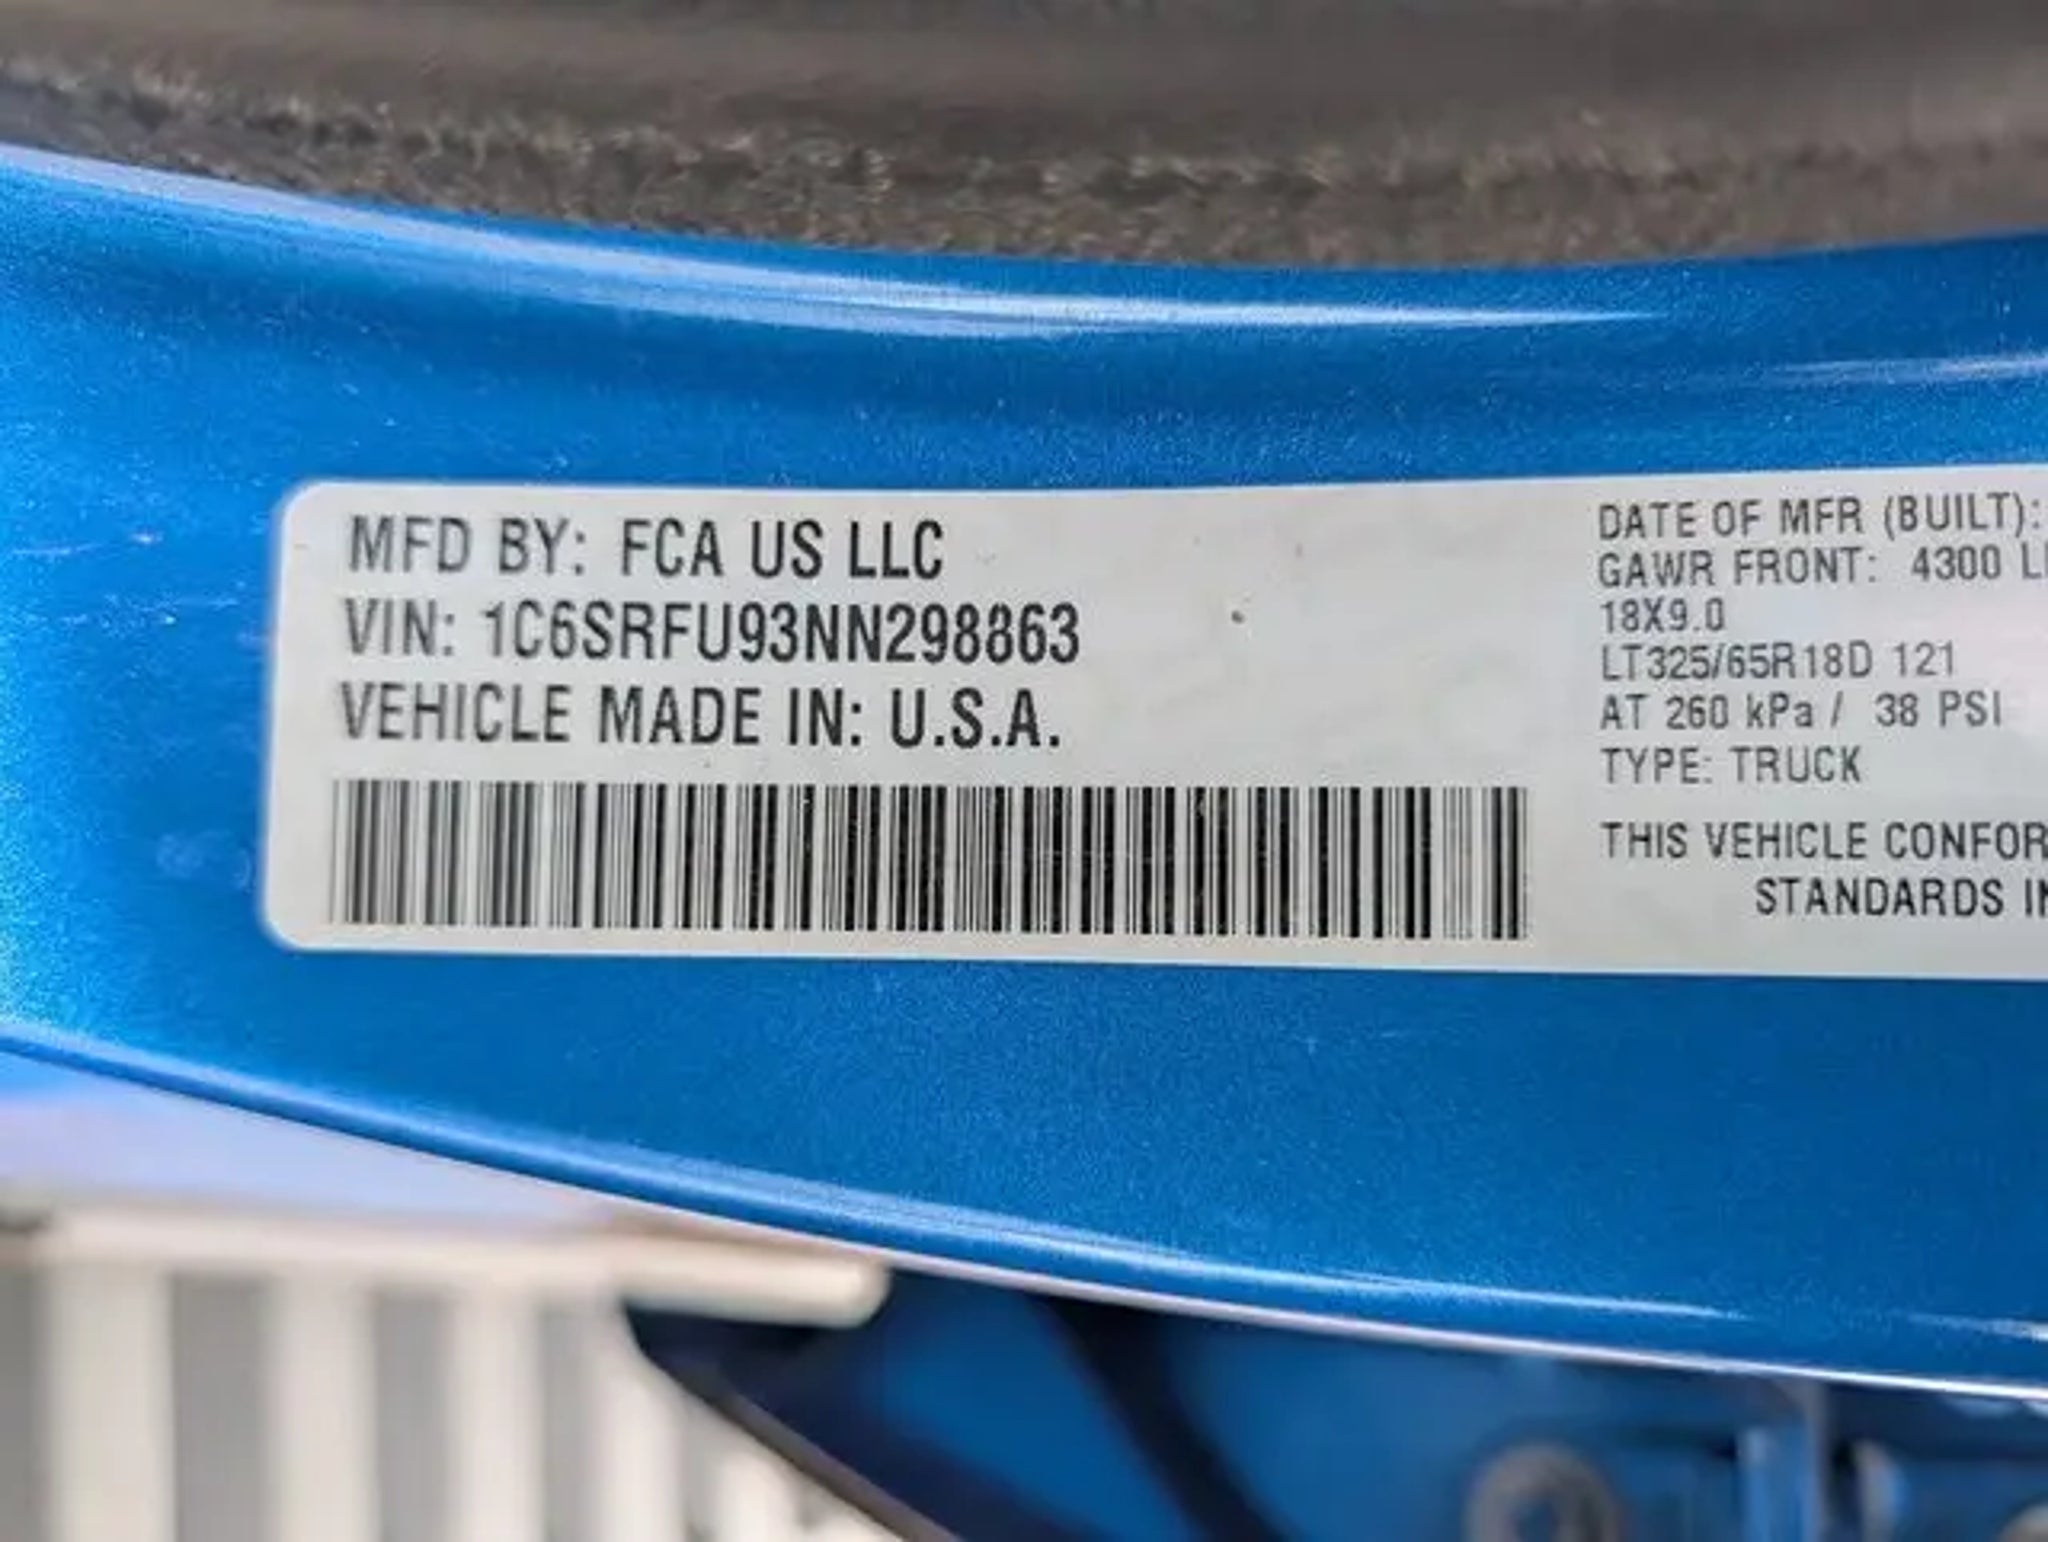 MFD BY: FCA US LLC
VIN: 1C6SRFU93NN298863
VEHICLE MADE IN: U.S.A.
DATE OF MFR (BUILT):
GAWR FRONT: 4300
18X9.0
LT325/65R18D 121
AT 260 kPa / 38 PSI
TYPE: TRUCK
THIS VEHICLE
STANDARDS